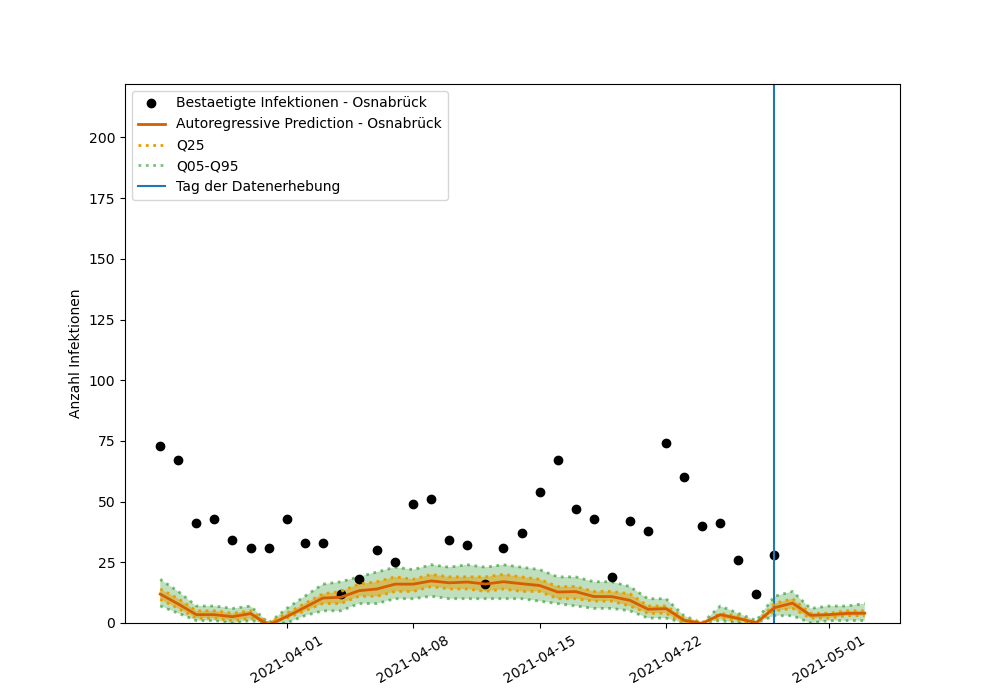 Bestaetigte Infektionen - Osnabrück
Autoregressive Prediction - Osnabrück
Q25
Q05-Q95
Tag der Datenerhebung
Anzahl Infektionen
200
175
150
125
100
75
50
25
0
2021-04-01
2021-04-08
2021-04-15
2021-04-22
2021-05-01